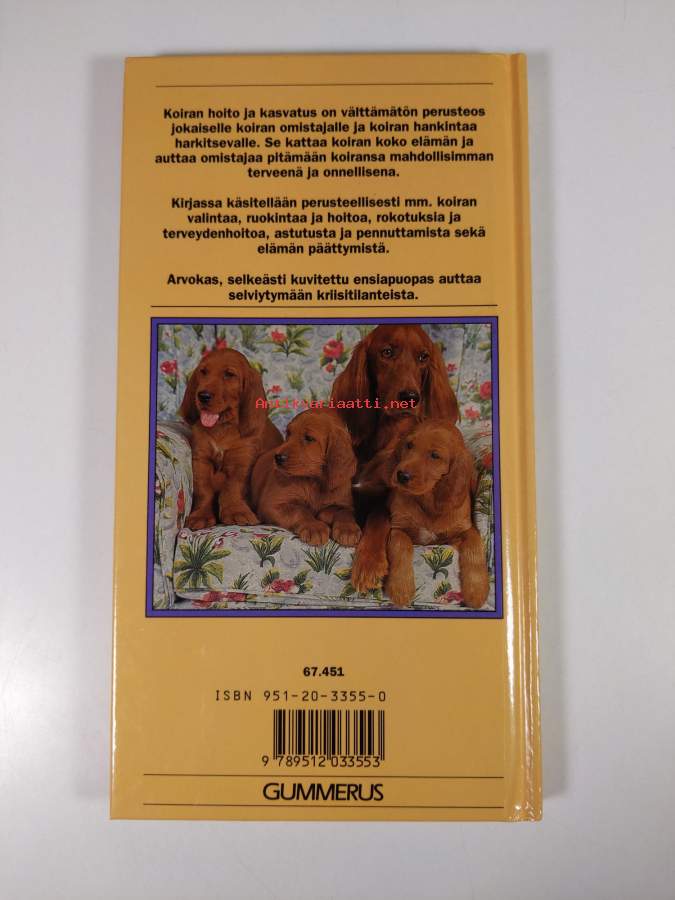 Koiran hoito ja kasvatus on välttämätön perusteos
jokaiselle koiran omistajalle ja koiran hankintaa
harkitsevalle. Se kattaa koiran koko elämän ja
auttaa omistajaa pitämään koiransa mahdollisimman
terveenä ja onnellisena.
Kirjassa käsitellään perusteellisesti mm. koiran
valintaa, ruokintaa ja hoitoa, rokotuksia ja
terveydenhoitoa, astutusta ja pennuttamista sekä
elämän päättymistä.
Arvokas, selkeästi kuvitettu ensiapuopas auttaa
selviytymään kriisitilanteista.
Antikvariaatti.net
67.451
ISBN 951-20-3355-0
9 789512 033553
GUMMERUS